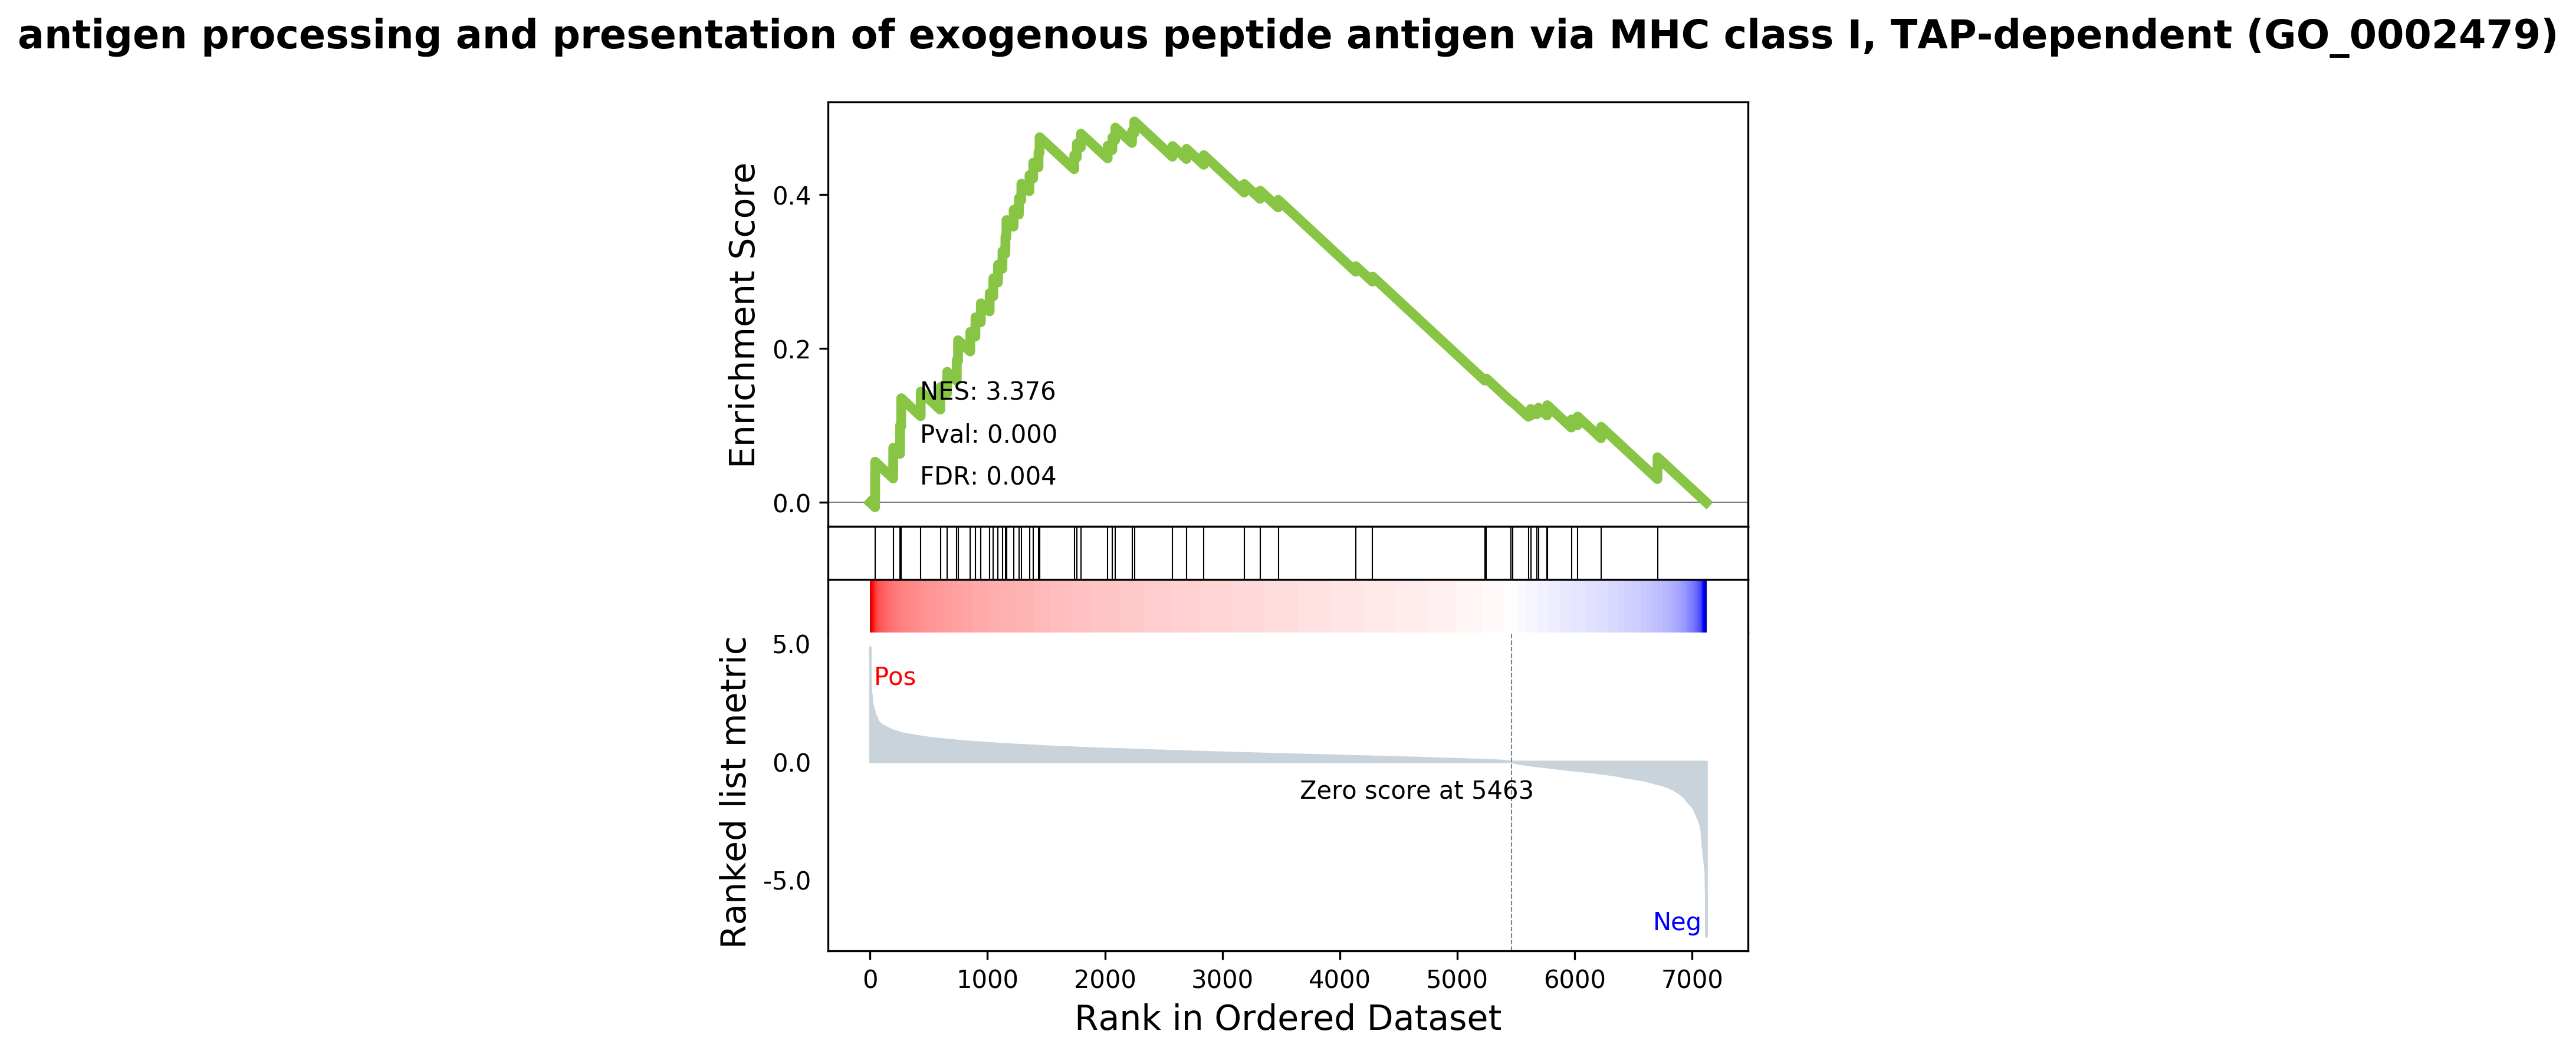 antigen processing and presentation of exogenous peptide antigen via MHC class I, TAP-dependent (GO_0002479)
Enrichment Score
0.4
0.2
0.0
NES: 3.376
Pval: 0.000
FDR: 0.004
Ranked list metric
5.0
0.0
-5.0
Pos
Zero score at 5463
Neg
0 1000 2000 3000 4000 5000 6000 7000
Rank in Ordered Dataset